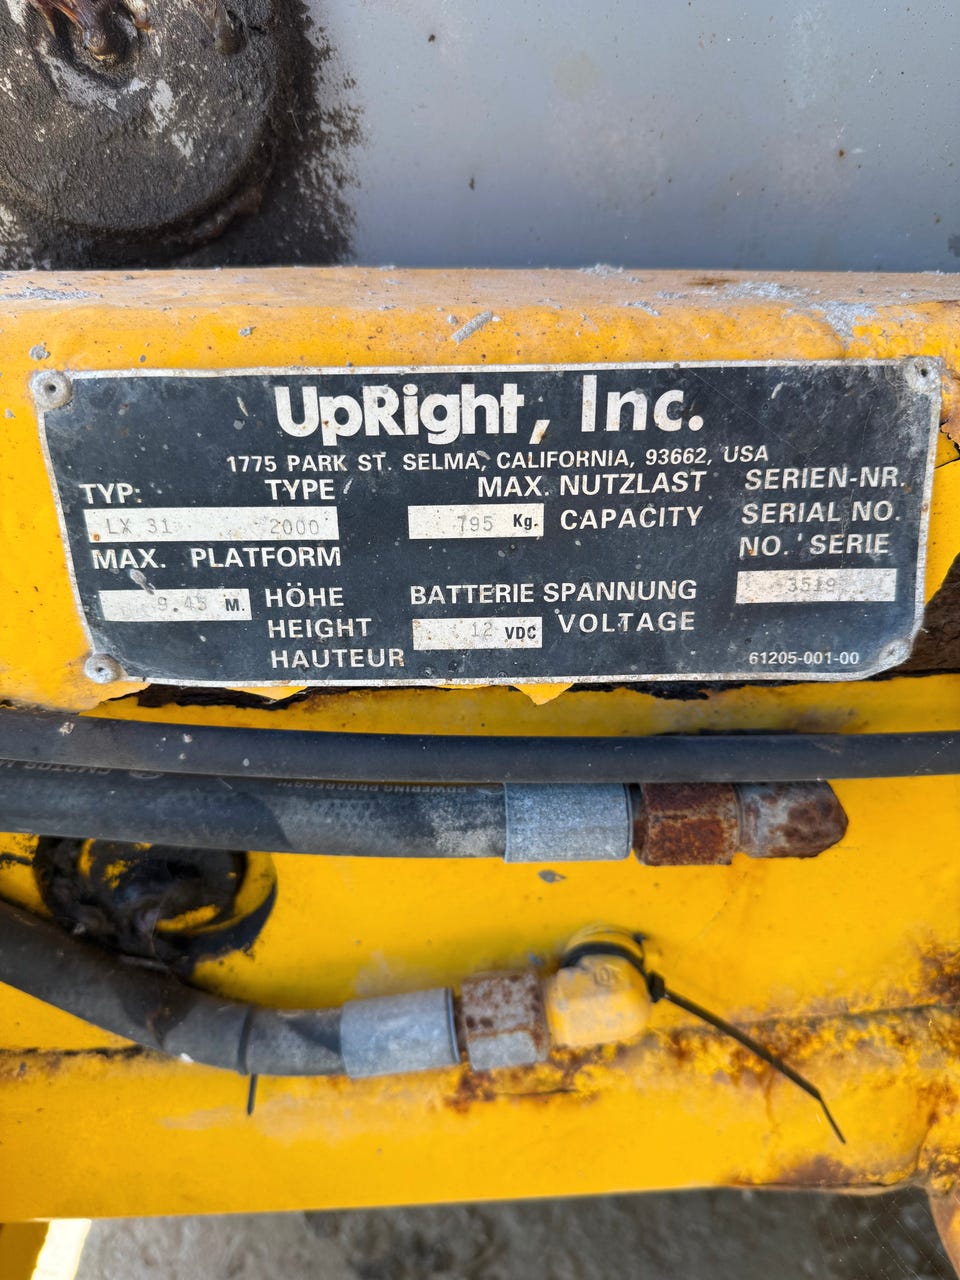 UpRight, Inc.
1775 PARK ST. SELMA, CALIFORNIA, 93662, USA
TYP: TYPE MAX. NUTZLAST SERIEN-NR.
LX 31 2000 795 Kg. CAPACITY SERIAL NO.
MAX. PLATFORM NO. SERIE
9.45 M. HÖHE BATTERIE SPANNUNG 3519
HEIGHT 12 VDC VOLTAGE
HAUTEUR 61205-001-00
POWERING PROGRESS